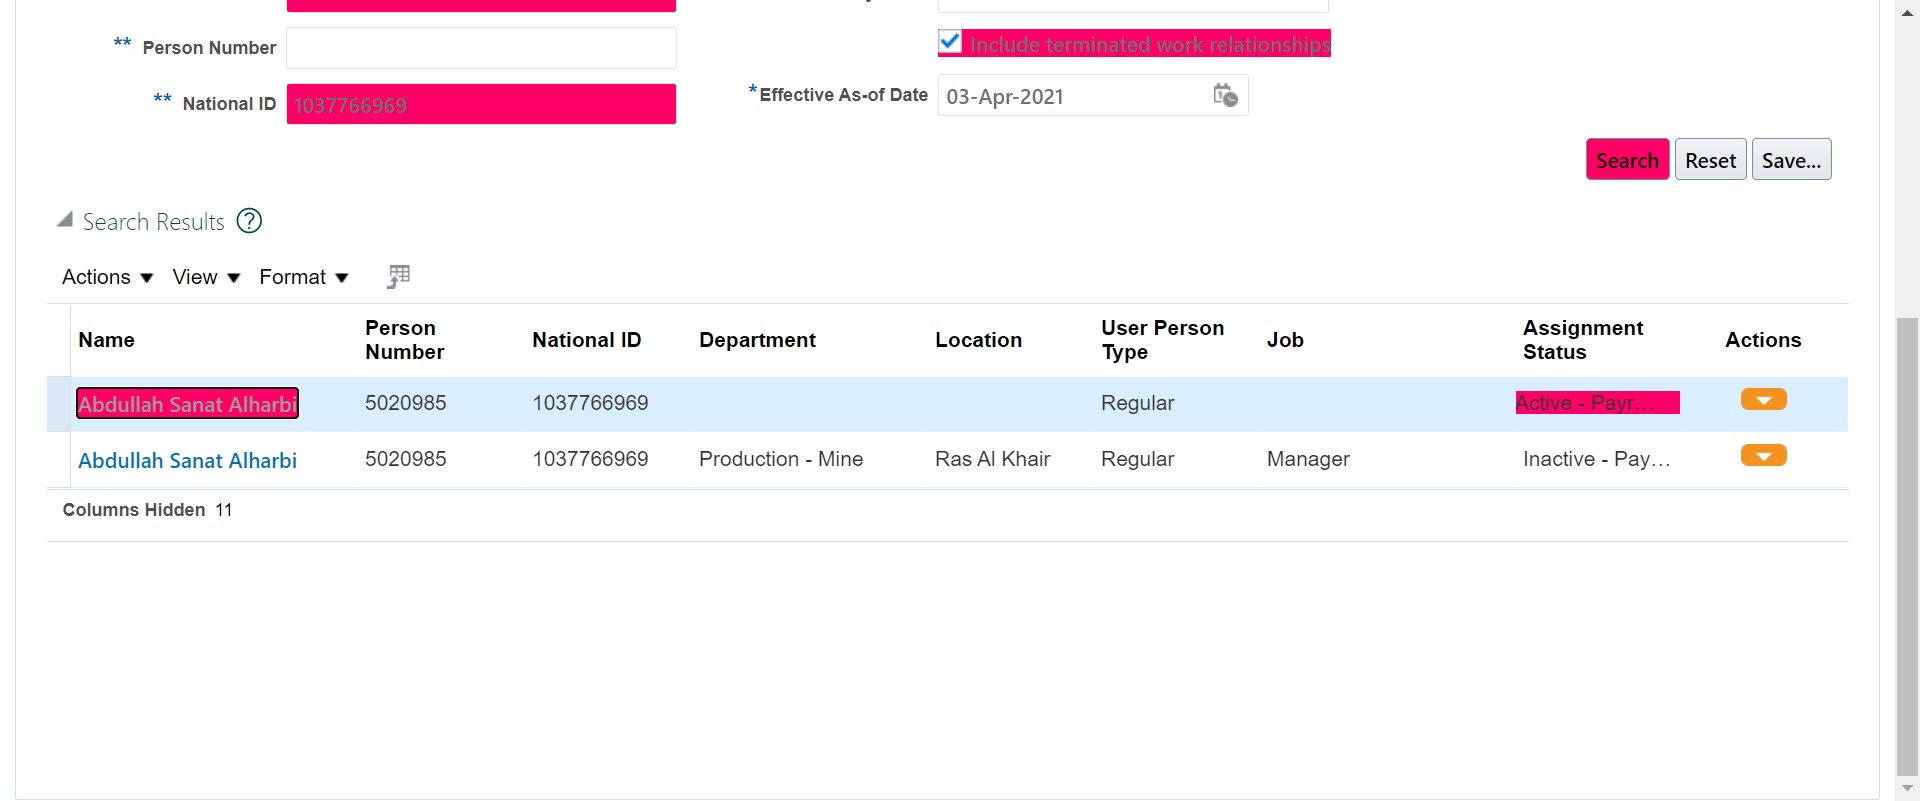 ** Person Number
Include terminated work relationships
** National ID 1037766969
*Effective As-of Date 03-Apr-2021
Search Reset Save...
Search Results ?
Actions View Format
Name Person Number National ID Department Location User Person Type Job Assignment Status Actions
Abdullah Sanat Alharbi 5020985 1037766969 Regular Active - Payr...
Abdullah Sanat Alharbi 5020985 1037766969 Production - Mine Ras Al Khair Regular Manager Inactive - Pay...
Columns Hidden 11